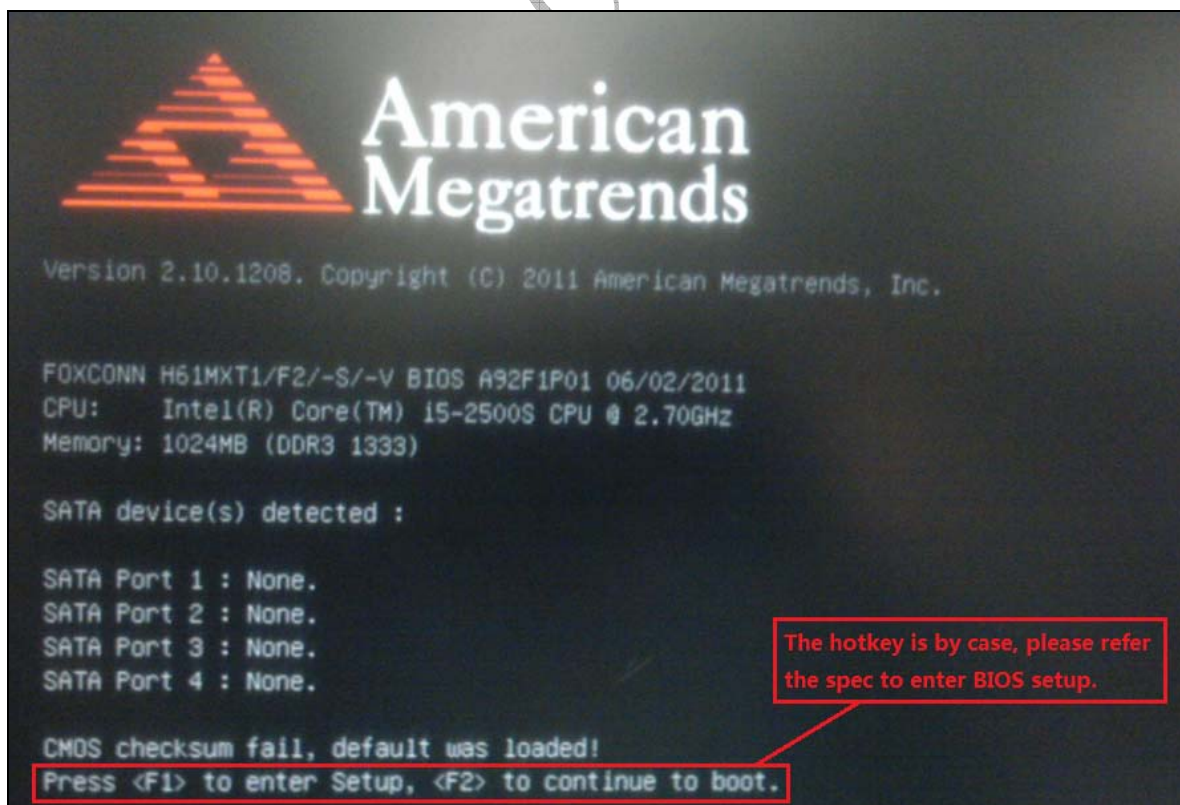 American
Megatrends
Version 2.10.1208. Copyright (C) 2011 American Megatrends, Inc.
FOXCONN H61MXT1/F2/-S/-V BIOS A92F1P01 06/02/2011
CPU: Intel(R) Core(TM) i5-2500S CPU @ 2.70GHz
Memory: 1024MB (DDR3 1333)
SATA device(s) detected :
SATA Port 1 : None.
SATA Port 2 : None.
SATA Port 3 : None.
SATA Port 4 : None.
The hotkey is by case, please refer
the spec to enter BIOS setup.
CMOS checksum fail, default was loaded!
Press <F1> to enter Setup, <F2> to continue to boot.